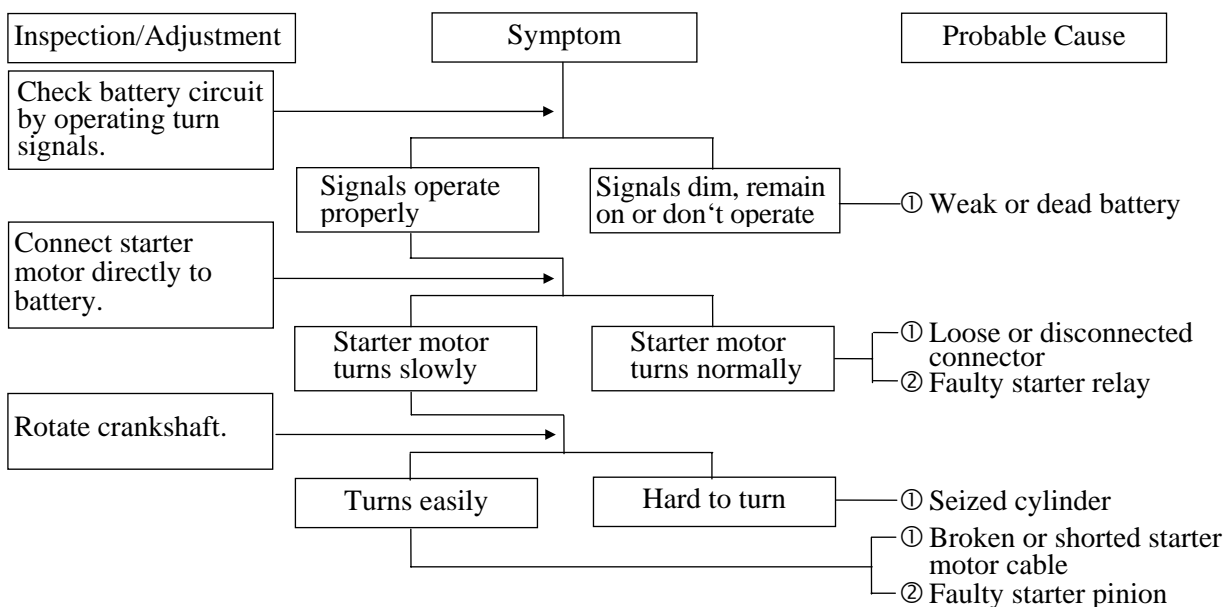 Inspection/Adjustment
Symptom
Probable Cause
Check battery circuit
by operating turn
signals.
Signals operate
properly
Signals dim, remain
on or don‘t operate
① Weak or dead battery
Connect starter
motor directly to
battery.
Starter motor
turns slowly
Starter motor
turns normally
① Loose or disconnected
connector
② Faulty starter relay
Rotate crankshaft.
Turns easily
Hard to turn
① Seized cylinder
① Broken or shorted starter
motor cable
② Faulty starter pinion